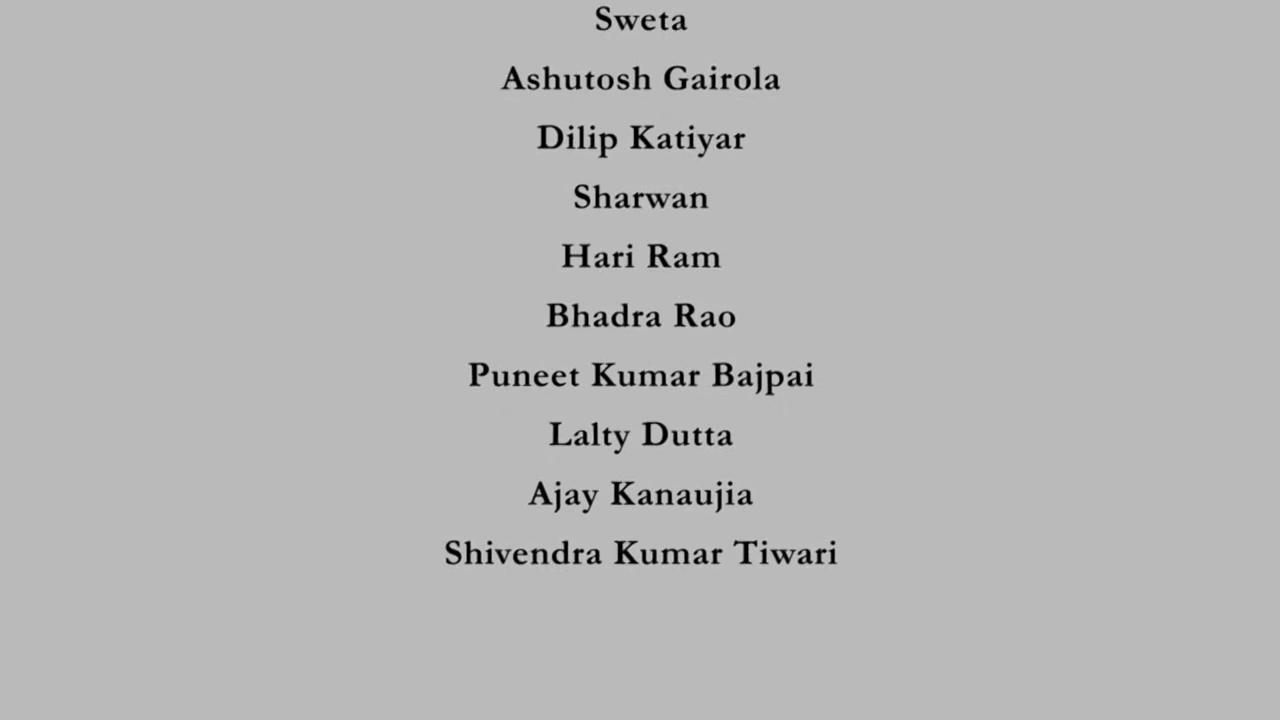 Sweta
Ashutosh Gairola
Dilip Katiyar
Sharwan
Hari Ram
Bhadra Rao
Puneet Kumar Bajpai
Lalty Dutta
Ajay Kanaujia
Shivendra Kumar Tiwari